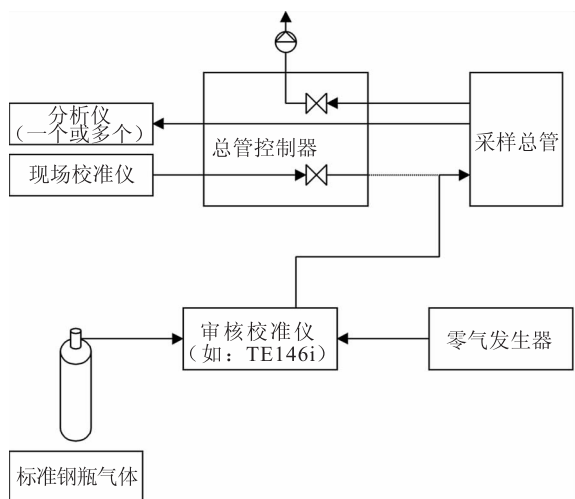 分析仪
（一个或多个）
现场校准仪
总管控制器
采样总管
审核校准仪
（如：TE146i）
零气发生器
标准钢瓶气体